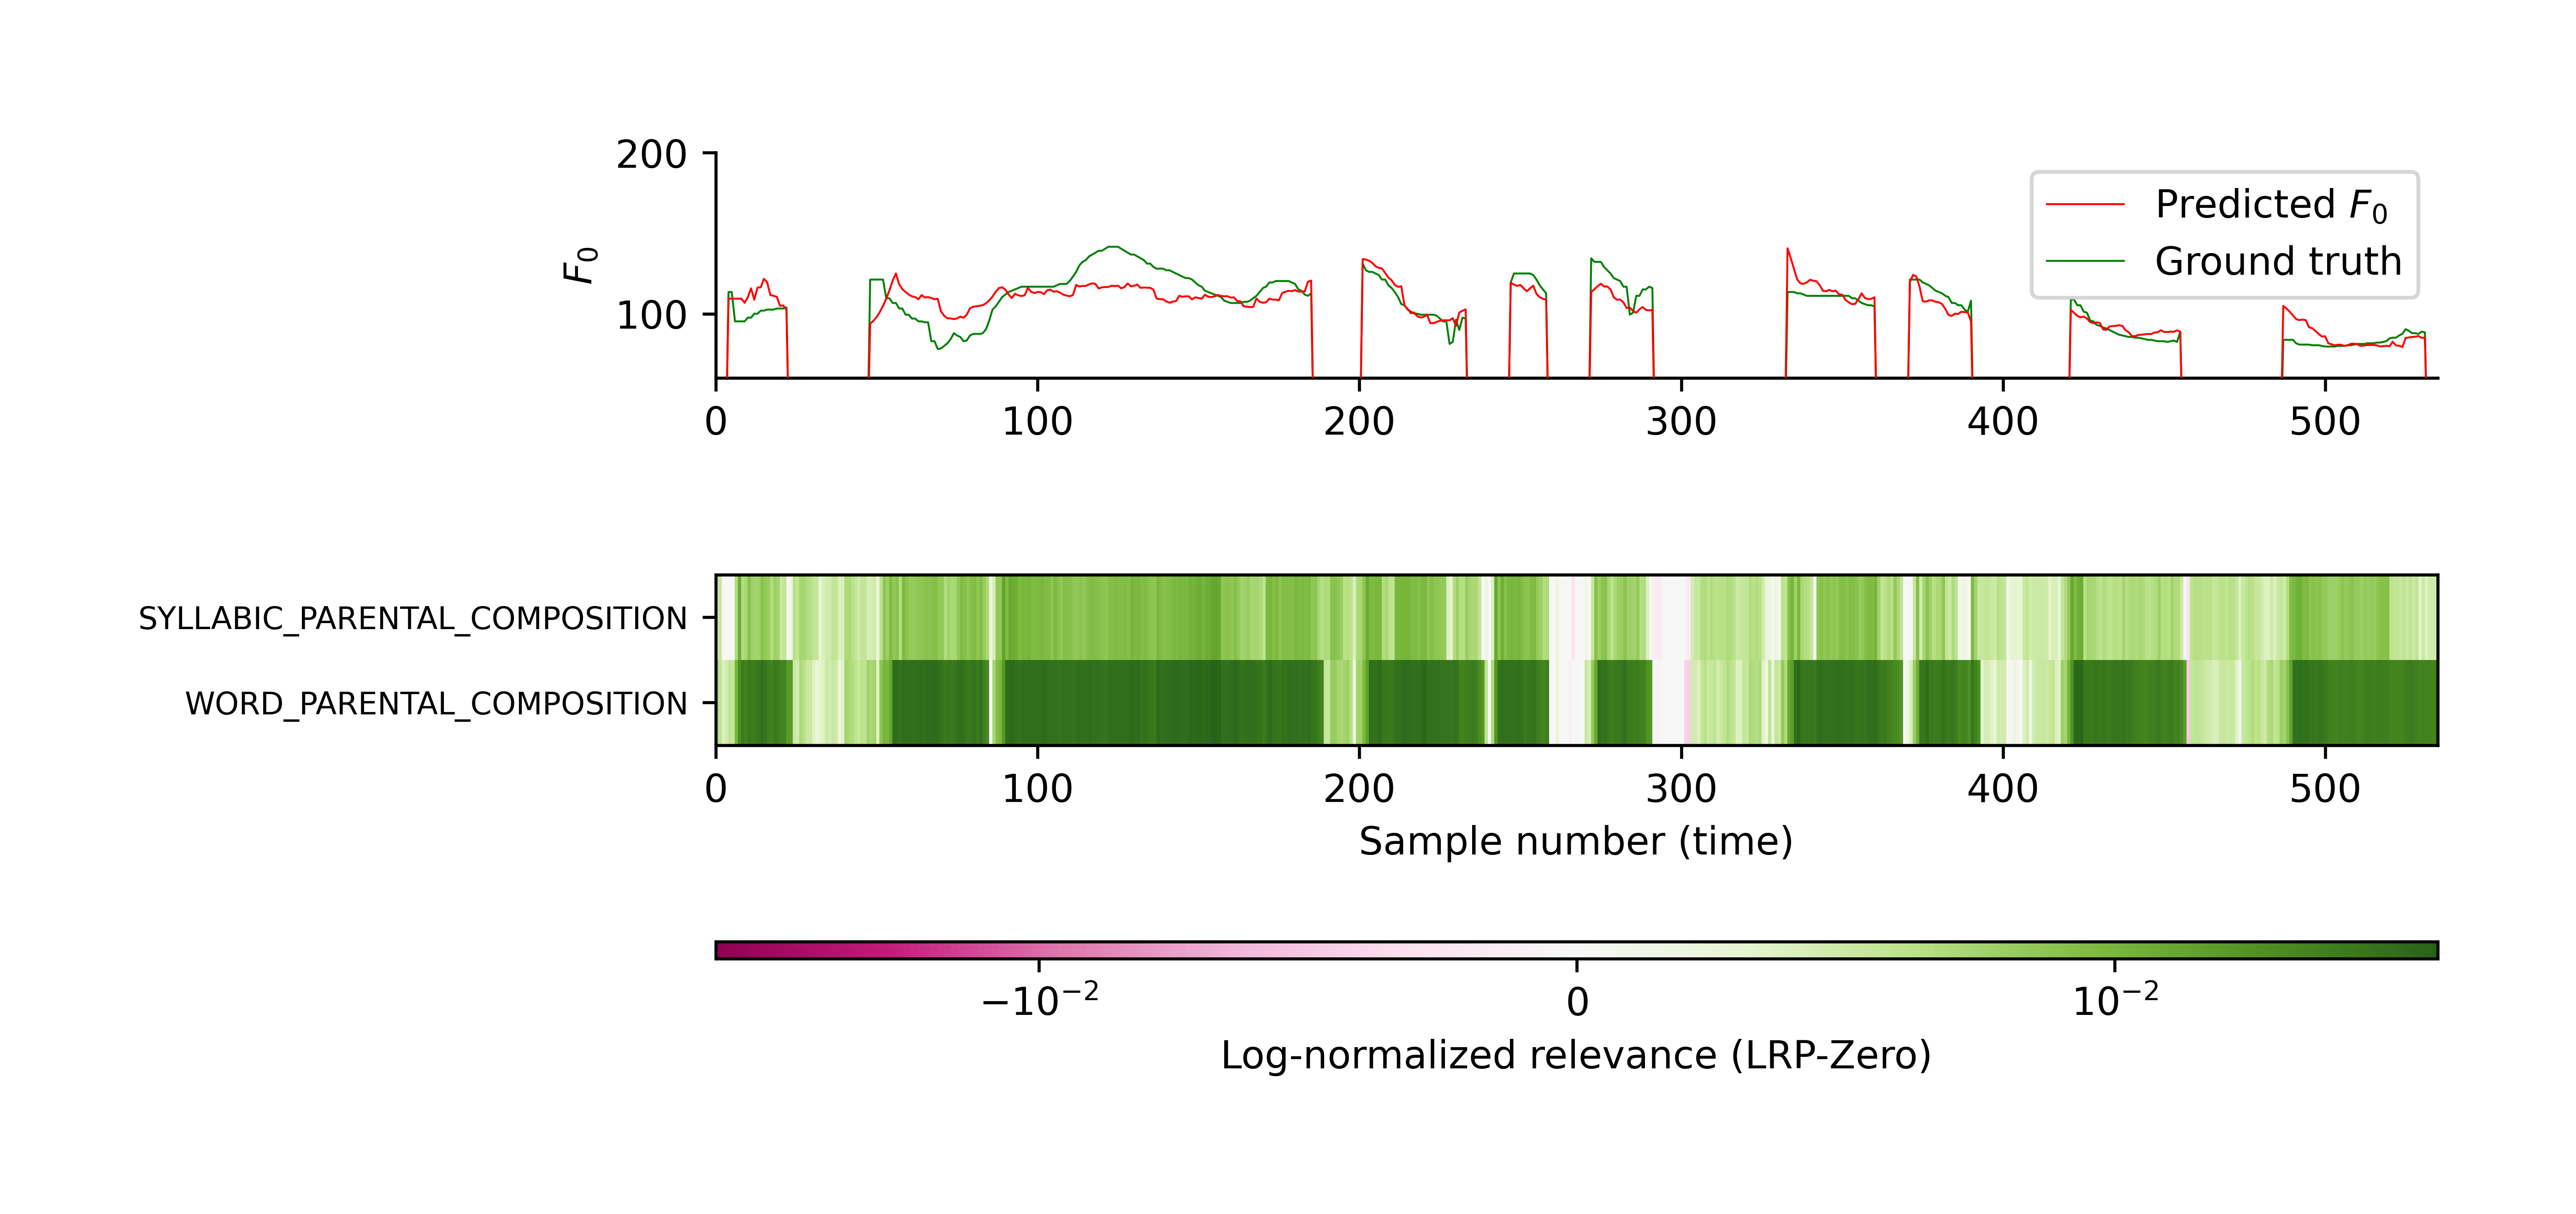 200
100
F₀
Predicted F₀
Ground truth
0 100 200 300 400 500
SYLLABIC_PARENTAL_COMPOSITION
WORD_PARENTAL_COMPOSITION
0 100 200 300 400 500
Sample number (time)
−10⁻² 0 10⁻²
Log-normalized relevance (LRP-Zero)